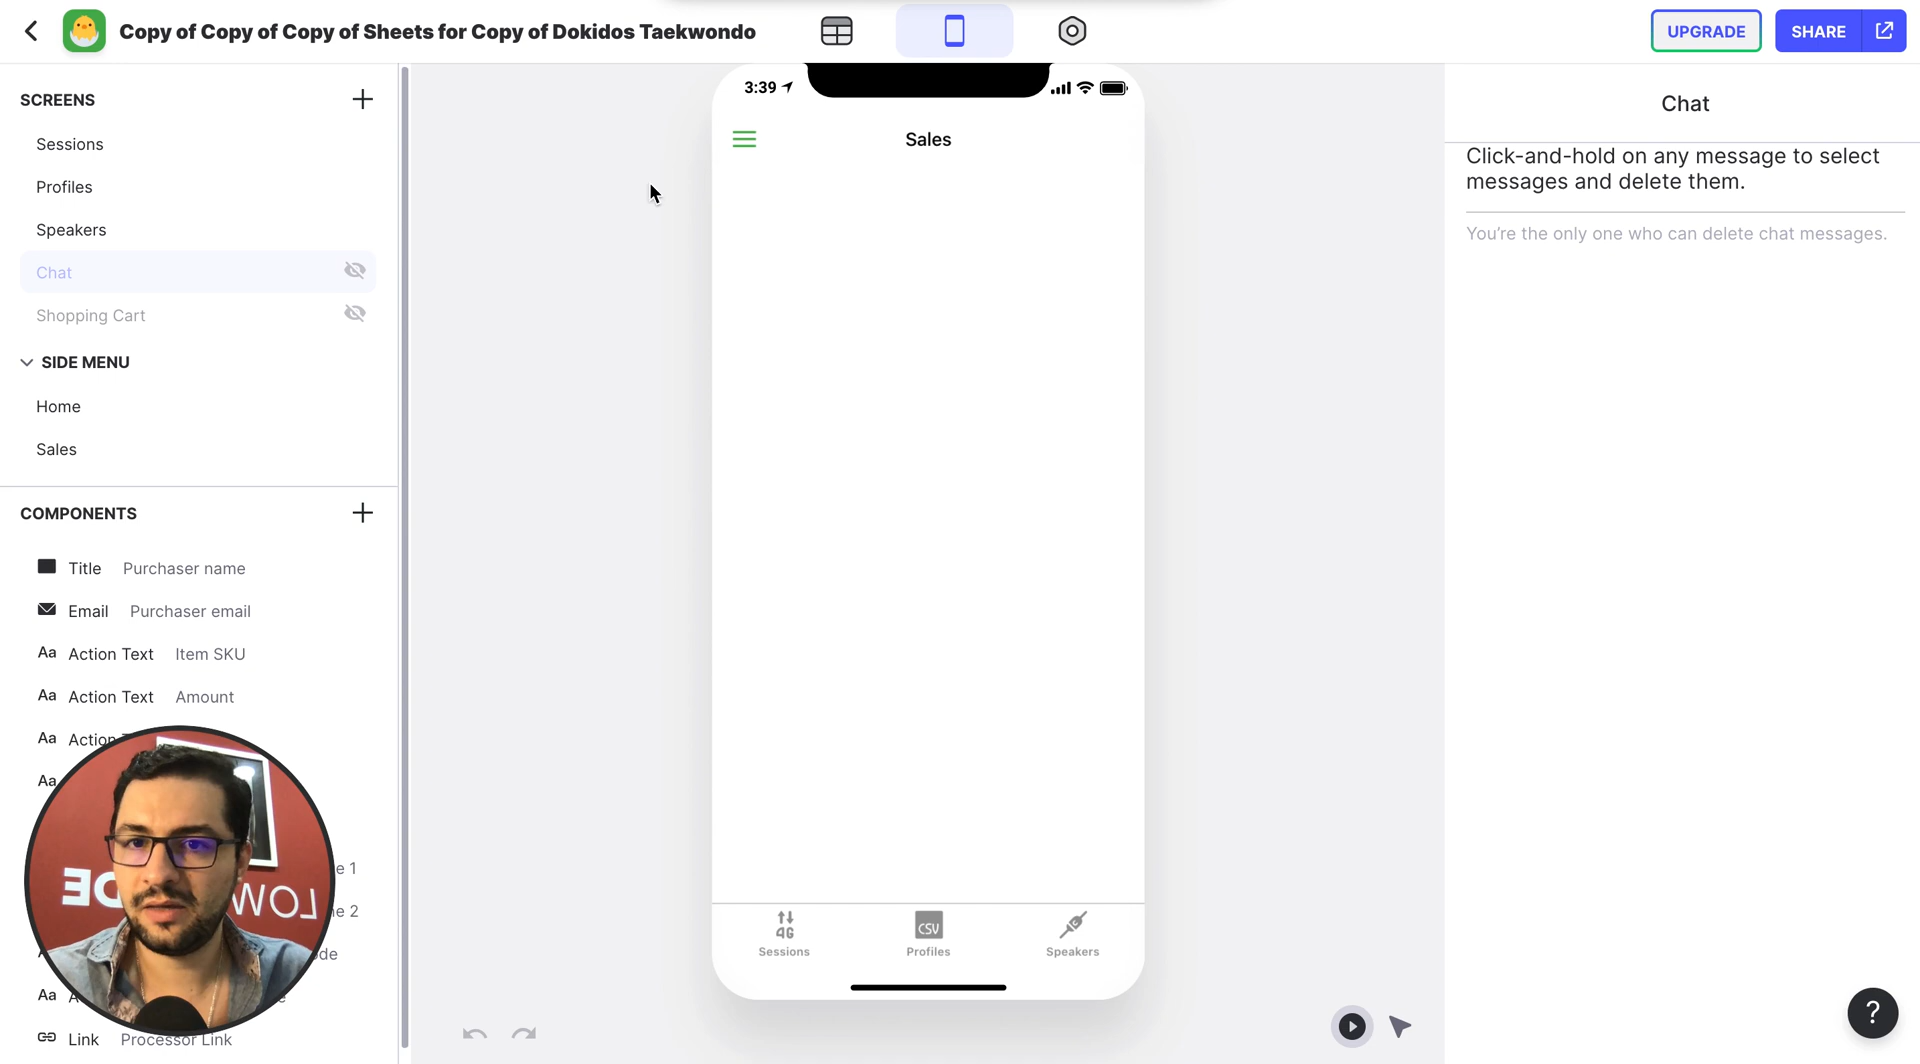 Copy of Copy of Copy of Sheets for Copy of Dokidos Taekwondo
UPGRADE
SHARE
SCREENS
Sessions
Profiles
Speakers
Chat
Shopping Cart
SIDE MENU
Home
Sales
COMPONENTS
Title Purchaser name
Email Purchaser email
Aa Action Text Item SKU
Aa Action Text Amount
Aa Action
Aa
e 1
e 2
ode
Aa
Link Processor Link
3:39
Sales
4G
CSV
Sessions
Profiles
Speakers
Chat
Click-and-hold on any message to select
messages and delete them.
You're the only one who can delete chat messages.
?